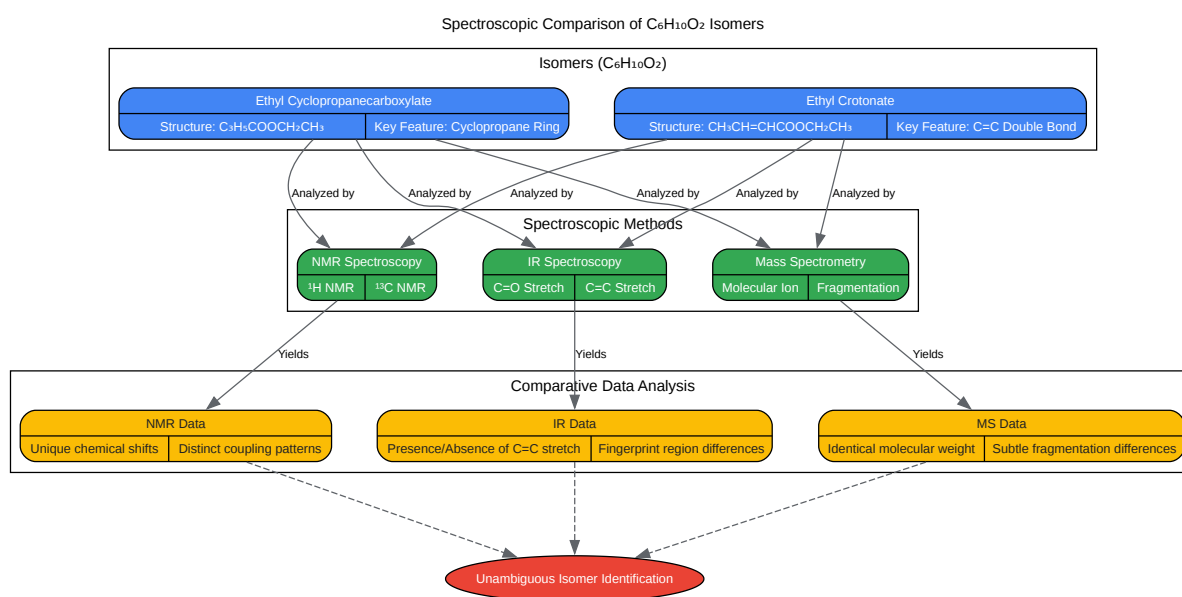 Spectroscopic Comparison of C₆H₁₀O₂ Isomers
Isomers (C₆H₁₀O₂)
Ethyl Cyclopropanecarboxylate
Structure: C₃H₅COOCH₂CH₃
Key Feature: Cyclopropane Ring
Ethyl Crotonate
Structure: CH₃CH=CHCOOCH₂CH₃
Key Feature: C=C Double Bond
Analyzed by
Analyzed by
Analyzed by
Analyzed by
Analyzed by
Analyzed by
Spectroscopic Methods
NMR Spectroscopy
¹H NMR
¹³C NMR
IR Spectroscopy
C=O Stretch
C=C Stretch
Mass Spectrometry
Molecular Ion
Fragmentation
Yields
Yields
Yields
Comparative Data Analysis
NMR Data
Unique chemical shifts
Distinct coupling patterns
IR Data
Presence/Absence of C=C stretch
Fingerprint region differences
MS Data
Identical molecular weight
Subtle fragmentation differences
Unambiguous Isomer Identification